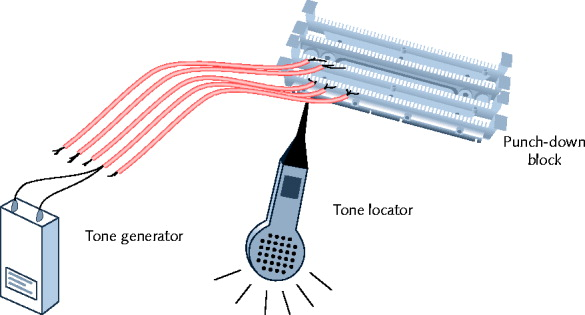 Punch-down
block
Tone locator
Tone generator